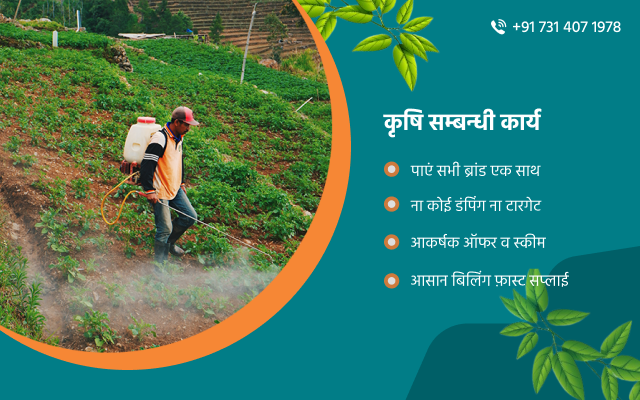 +91 731 407 1978
कृषि सम्बन्धी कार्य
पाएं सभी ब्रांड एक साथ
ना कोई डंपिंग ना टारगेट
आकर्षक ऑफर व स्कीम
आसान बिलिंग फ़ास्ट सप्लाई